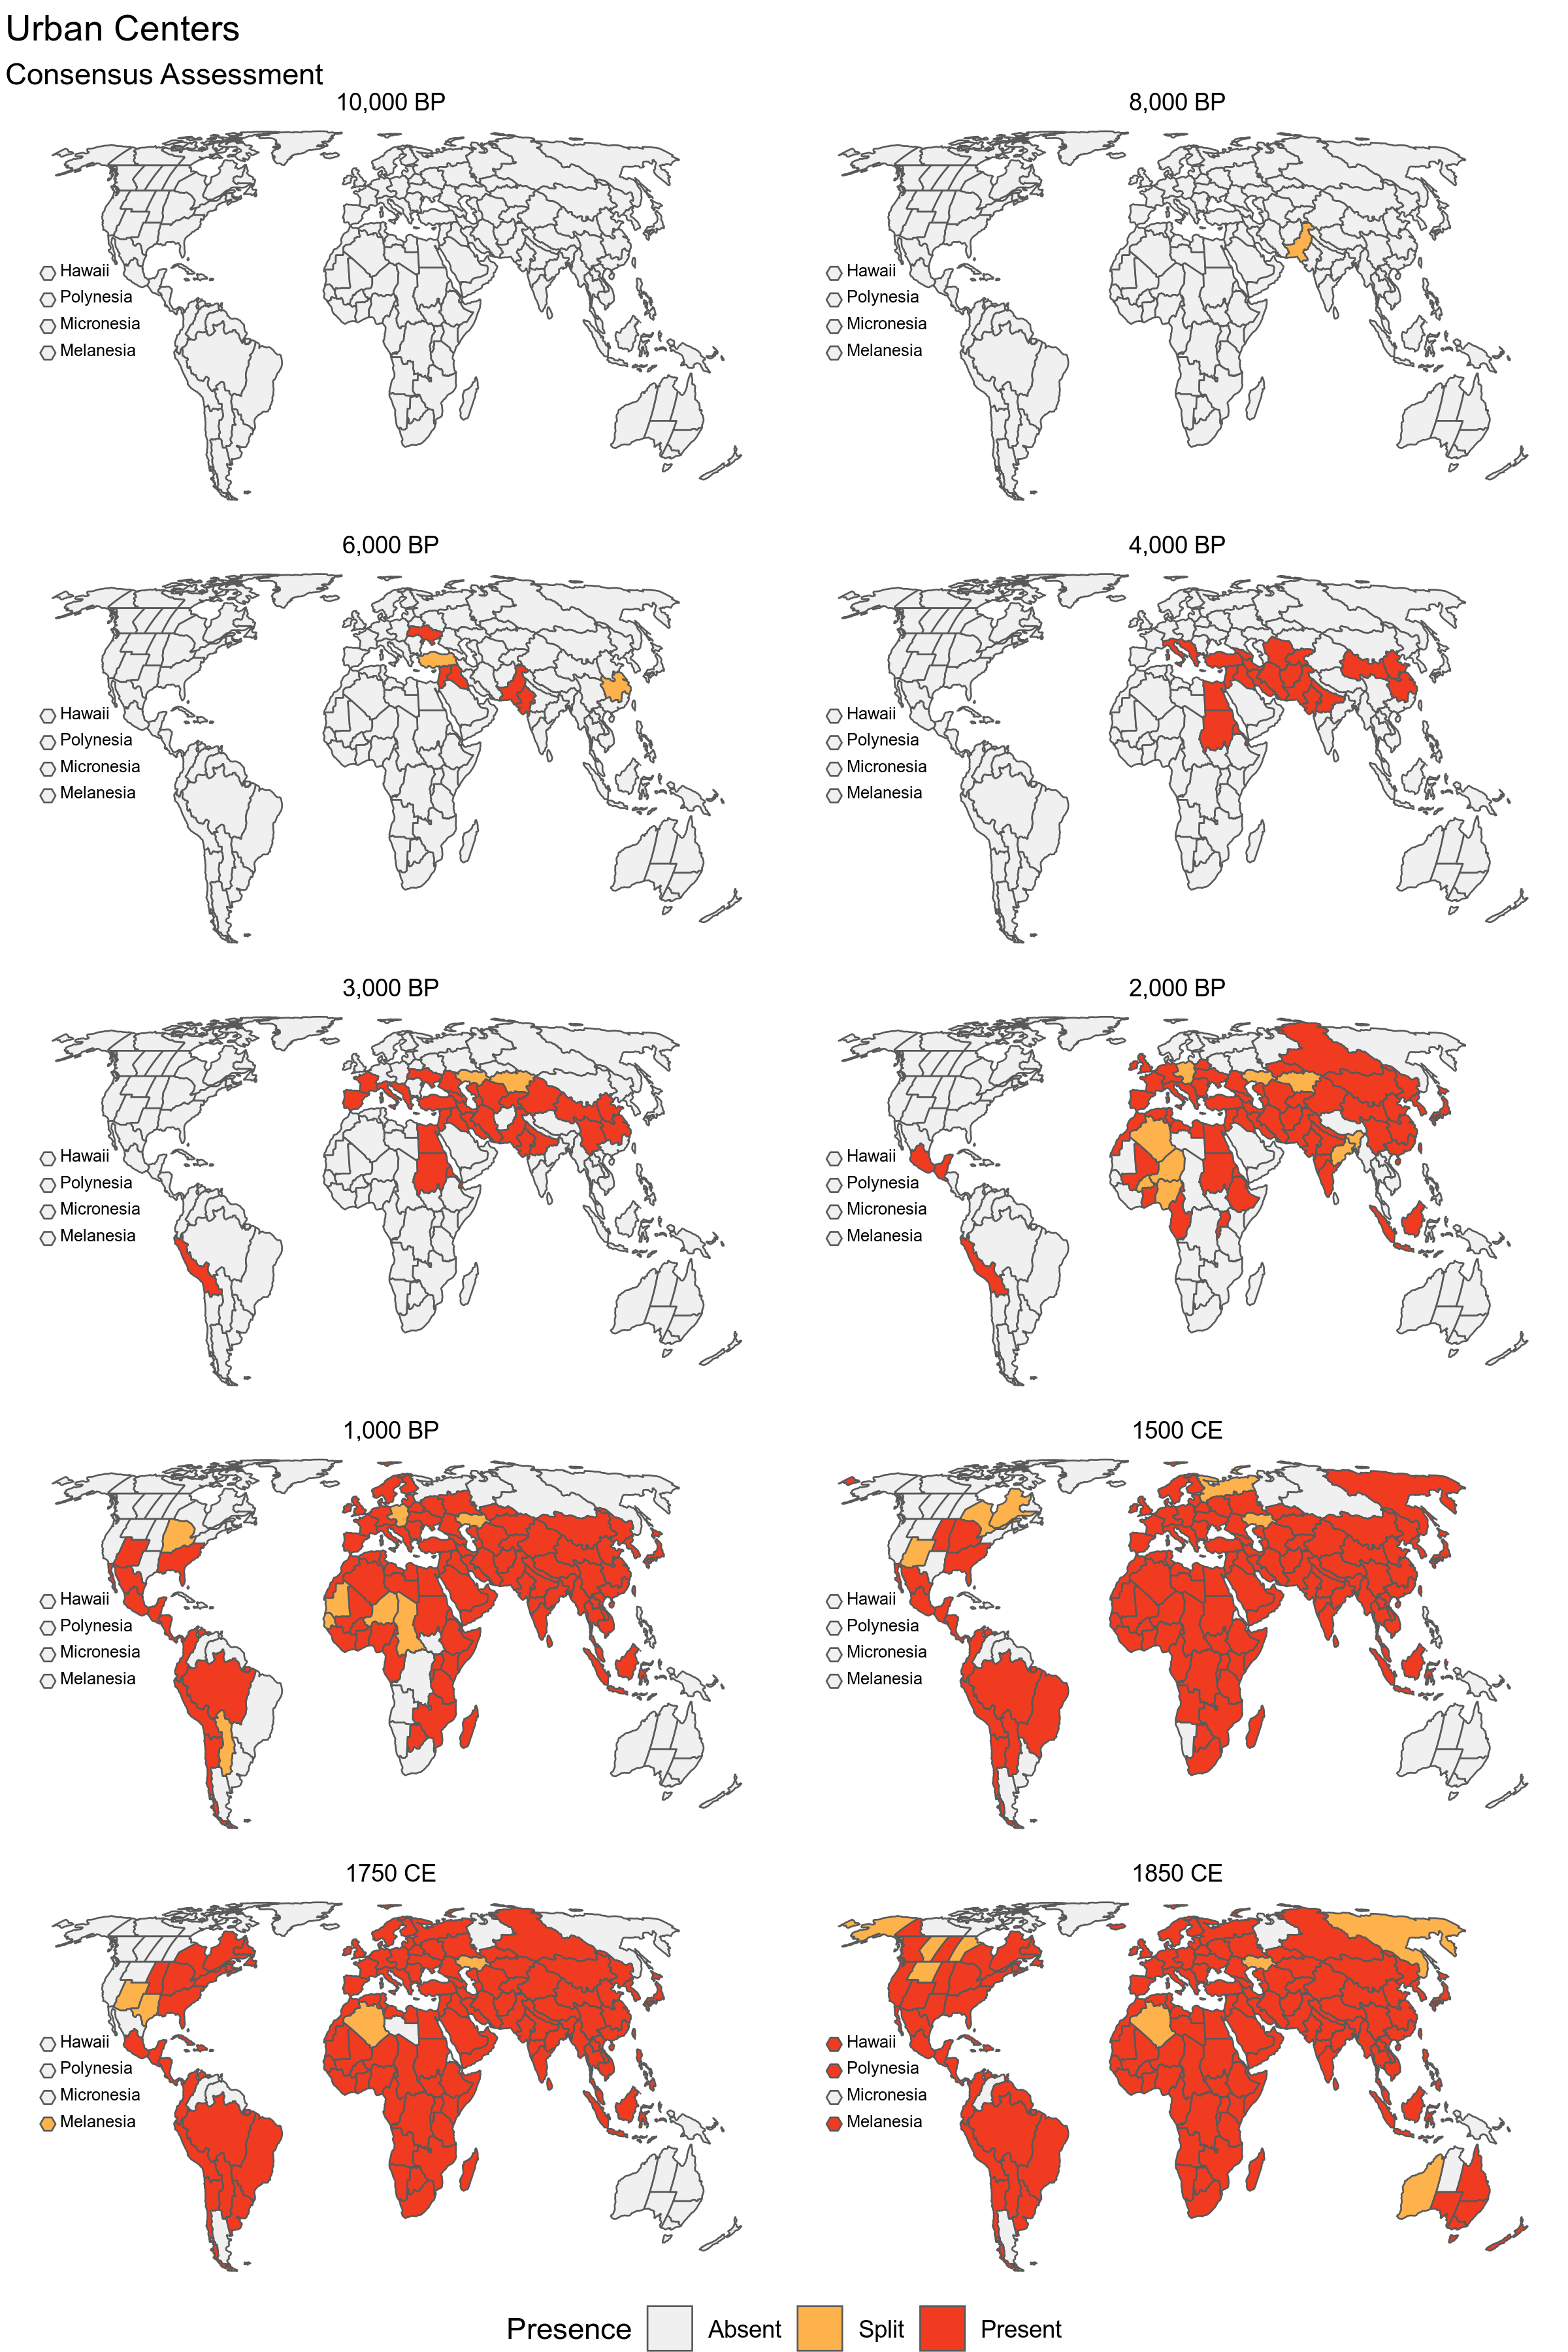 Urban Centers
Consensus Assessment
10,000 BP
8,000 BP
Hawaii
Polynesia
Micronesia
Melanesia
Hawaii
Polynesia
Micronesia
Melanesia
6,000 BP
4,000 BP
Hawaii
Polynesia
Micronesia
Melanesia
Hawaii
Polynesia
Micronesia
Melanesia
3,000 BP
2,000 BP
Hawaii
Polynesia
Micronesia
Melanesia
Hawaii
Polynesia
Micronesia
Melanesia
1,000 BP
1500 CE
Hawaii
Polynesia
Micronesia
Melanesia
Hawaii
Polynesia
Micronesia
Melanesia
1750 CE
1850 CE
Hawaii
Polynesia
Micronesia
Melanesia
Hawaii
Polynesia
Micronesia
Melanesia
Presence Absent Split Present